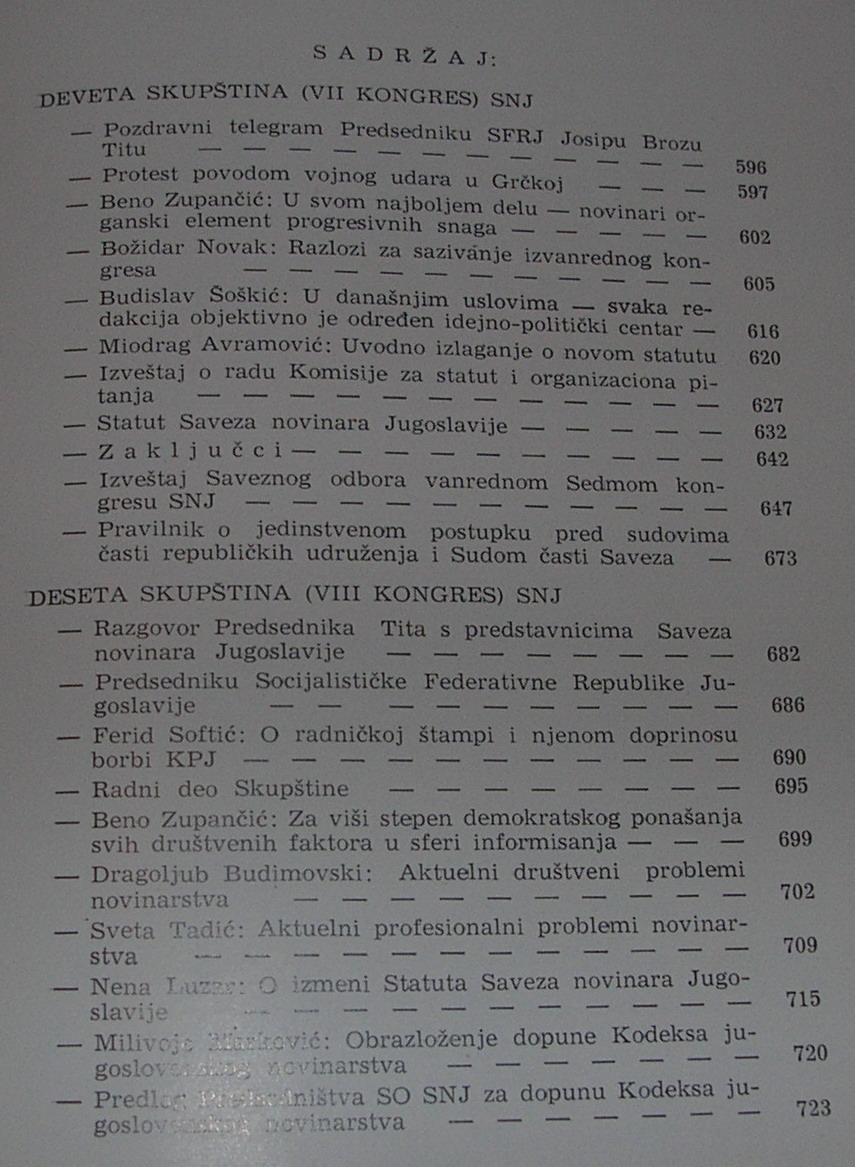 S A D R Ž A J:
DEVETA SKUPŠTINA (VII KONGRES) SNJ
— Pozdravni telegram Predsedniku SFRJ Josipu Brozu
Titu — — — — — — — — — — — — 596
— Protest povodom vojnog udara u Grčkoj — — — 597
— Beno Zupančić: U svom najboljem delu — novinari or-
ganski element progresivnih snaga — — — — — 602
— Božidar Novak: Razlozi za sazivanje izvanrednog kon-
gresa — — — — — — — — — — — 605
— Budislav Šoškić: U današnjim uslovima — svaka re-
dakcija objektivno je određen idejno-politički centar — 616
— Miodrag Avramović: Uvodno izlaganje o novom statutu 620
— Izveštaj o radu Komisije za statut i organizaciona pi-
tanja — — — — — — — — — — — — 627
— Statut Saveza novinara Jugoslavije — — — — — 632
— Z a k lj u č c i — — — — — — — — — — 642
— Izveštaj Saveznog odbora vanrednom Sedmom kon-
gresu SNJ — — — — — — — — — — — 647
— Pravilnik o jedinstvenom postupku pred sudovima
časti republičkih udruženja i Sudom časti Saveza — 673
DESETA SKUPŠTINA (VIII KONGRES) SNJ
— Razgovor Predsednika Tita s predstavnicima Saveza
novinara Jugoslavije — — — — — — — — 682
— Predsedniku Socijalističke Federativne Republike Ju-
goslavije — — — — — — — — — — 686
— Ferid Softić: O radničkoj štampi i njenom doprinosu
borbi KPJ — — — — — — — — — — — 690
— Radni deo Skupštine — — — — — — — — 695
— Beno Zupančić: Za viši stepen demokratskog ponašanja
svih društvenih faktora u sferi informisanja — — — 699
— Dragoljub Budimovski: Aktuelni društveni problemi
novinarstva — — — — — — — — — — 702
— Sveta Tadić: Aktuelni profesionalni problemi novinar-
stva — — — — — — — — — — — — 709
— Nena Luzar: O izmeni Statuta Saveza novinara Jugo-
slavije — — — — — — — — — — — 715
— Milivoje Marković: Obrazloženje dopune Kodeksa ju-
goslovenskog novinarstva — — — — — — 720
— Predlog Predsedništva SO SNJ za dopunu Kodeksa ju-
goslovenskog novinarstva — — — — — — 723